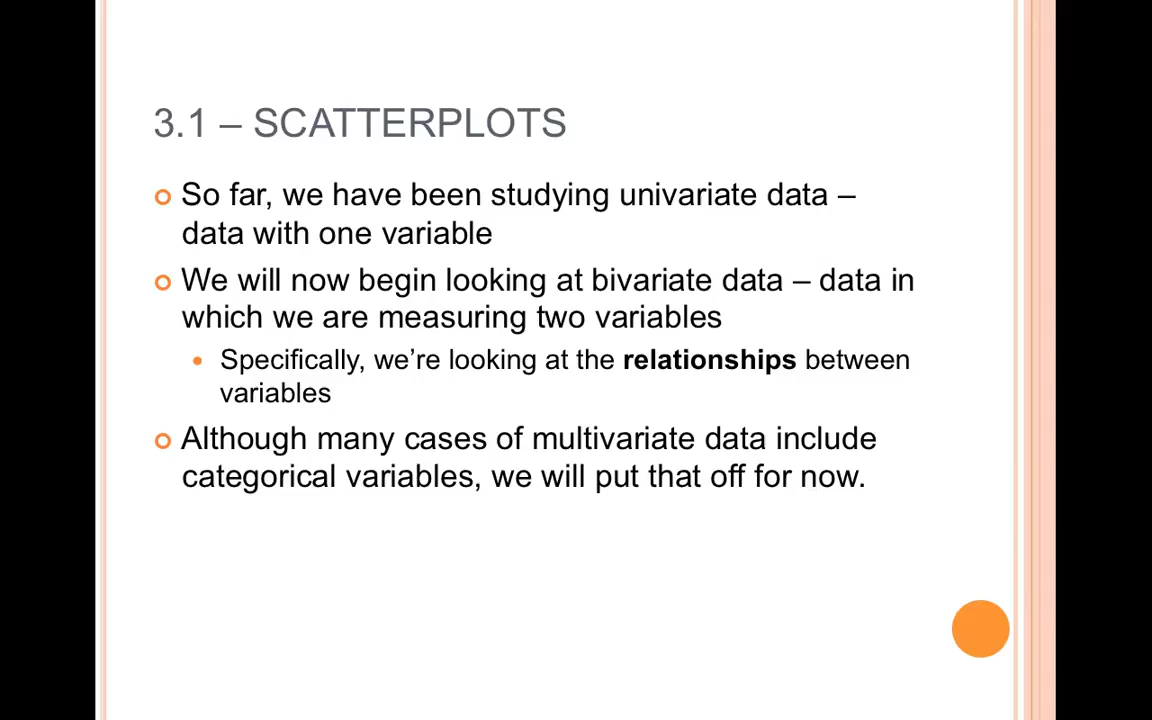 3.1 – SCATTERPLOTS
So far, we have been studying univariate data –
data with one variable
We will now begin looking at bivariate data – data in
which we are measuring two variables
Specifically, we’re looking at the relationships between
variables
Although many cases of multivariate data include
categorical variables, we will put that off for now.